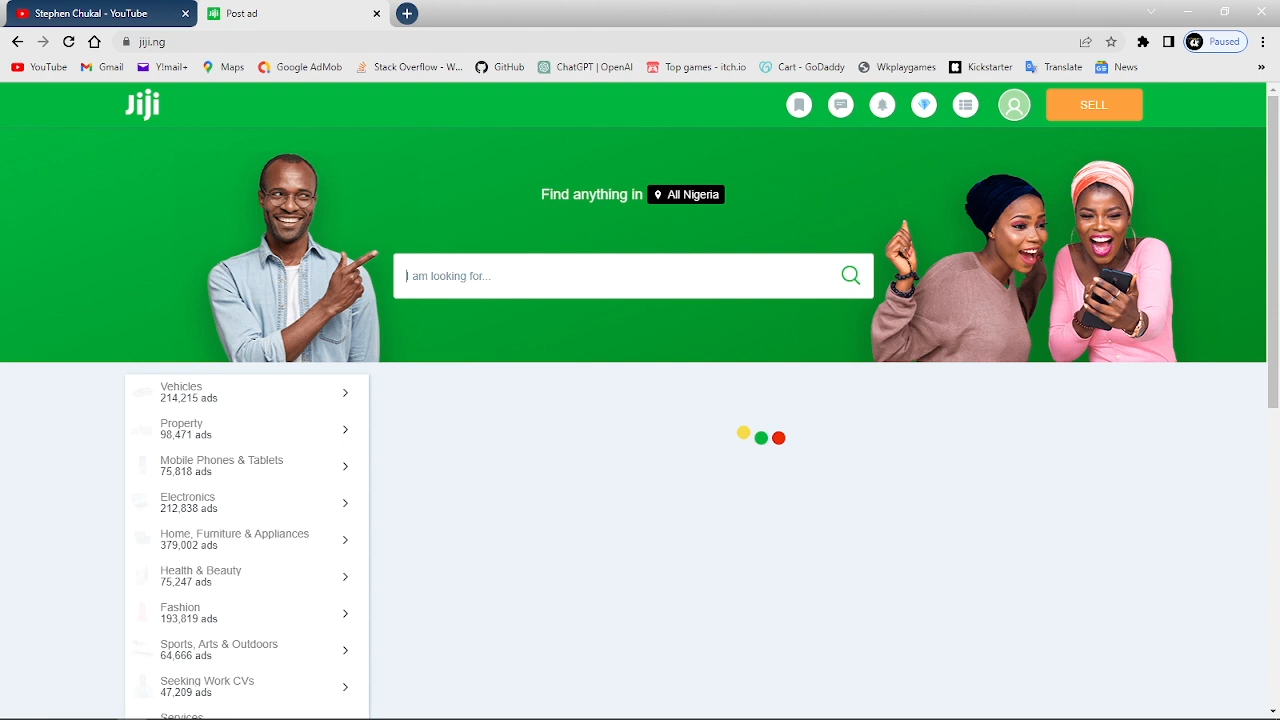 Stephen Chukal - YouTube
Post ad
jiji.ng
Paused
YouTube
Gmail
Y!mail+
Maps
Google AdMob
Stack Overflow - W...
GitHub
ChatGPT | OpenAI
Top games - itch.io
Cart - GoDaddy
Wkplaygames
Kickstarter
Translate
News
Jiji
SELL
Find anything in All Nigeria
I am looking for...
Vehicles
214,215 ads
Property
98,471 ads
Mobile Phones & Tablets
75,818 ads
Electronics
212,838 ads
Home, Furniture & Appliances
379,002 ads
Health & Beauty
75,247 ads
Fashion
193,819 ads
Sports, Arts & Outdoors
64,666 ads
Seeking Work CVs
47,209 ads
Services